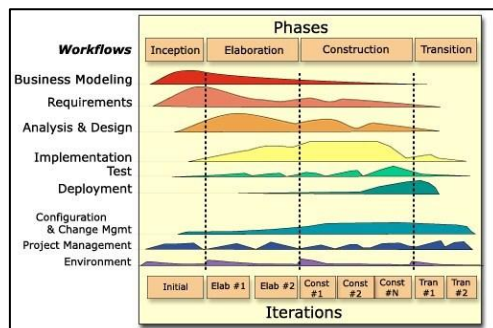 Phases
Workflows
Inception
Elaboration
Construction
Transition
Business Modeling
Requirements
Analysis & Design
Implementation
Test
Deployment
Configuration
& Change Mgmt
Project Management
Environment
Initial
Elab #1
Elab #2
Const
#1
Const
#2
Const
#N
Tran
#1
Tran
#2
Iterations